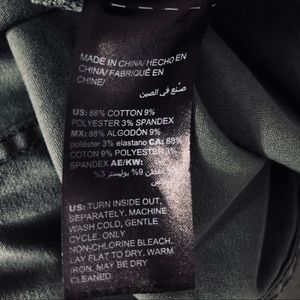 MADE IN CHINA/ HECHO EN
CHINA/ FABRIQUÉ EN
CHINE/
صنع في الصين
US: 88% COTTON 9%
POLYESTER 3% SPANDEX
MX: 88% ALGODÓN 9%
poliéster 3% elastano CA: 88%
COTON 9% POLYESTER 3%
SPANDEX AE/KW:
9% بوليستر 3%
US: TURN INSIDE OUT,
SEPARATELY. MACHINE
WASH COLD, GENTLE
CYCLE. ONLY
NON-CHLORINE BLEACH.
LAY FLAT TO DRY. WARM
IRON. MAY BE DRY
CLEANED